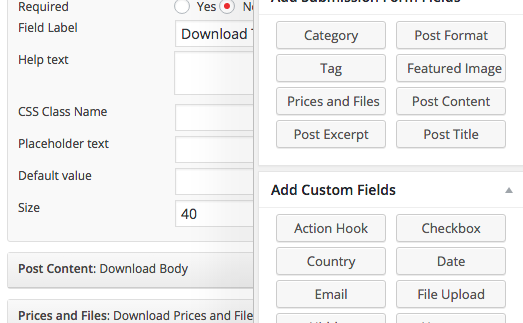 Required
Yes
Field Label
Download
Help text
CSS Class Name
Placeholder text
Default value
Size
40
Post Content: Download Body
Prices and Files: Download Prices and File
Add Submission Form Fields
Category
Post Format
Tag
Featured Image
Prices and Files
Post Content
Post Excerpt
Post Title
Add Custom Fields
Action Hook
Checkbox
Country
Date
Email
File Upload